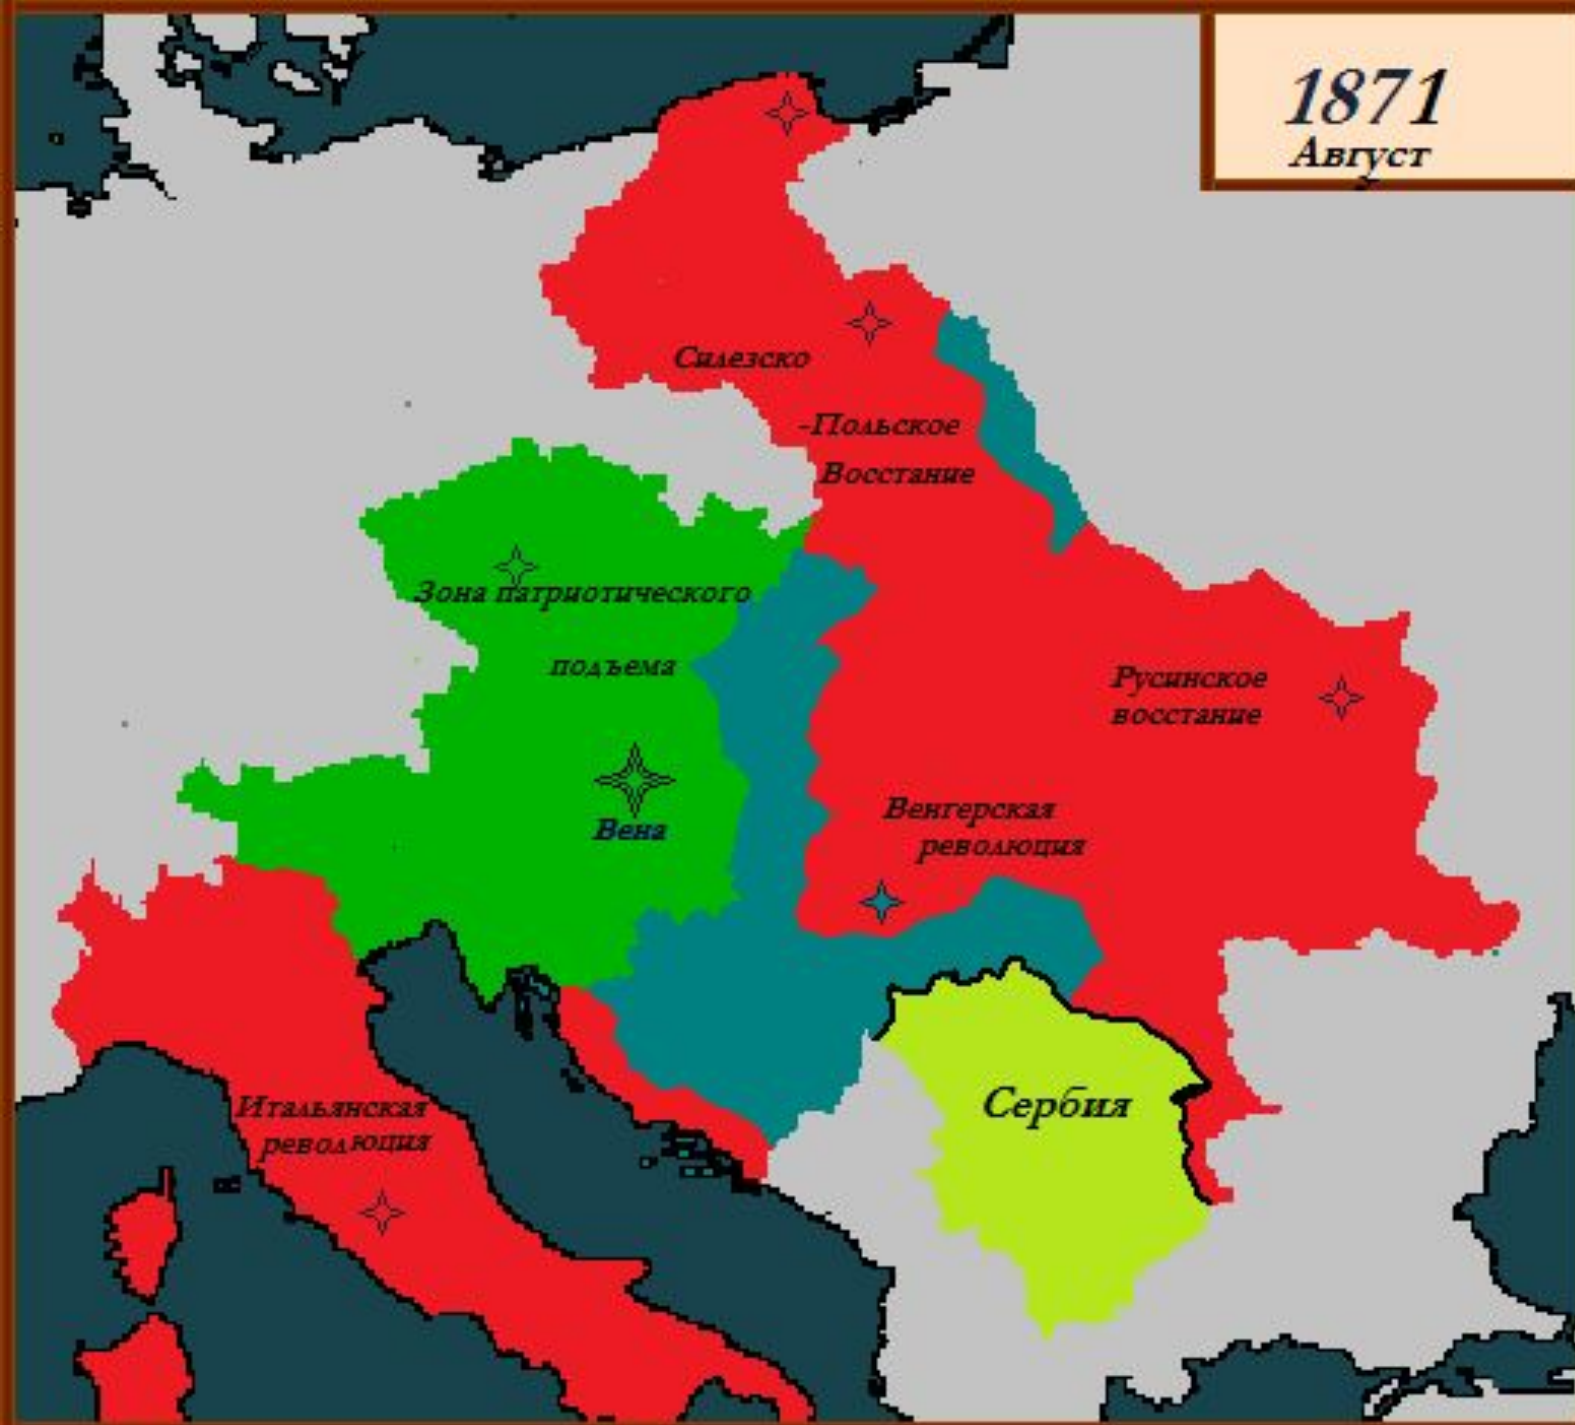 1871
Август
Силезско
-Польское
Восстание
Зона патриотического
подъема
Русинское
восстание
Вена
Венгерская
революция
Сербия
Итальянская
революция